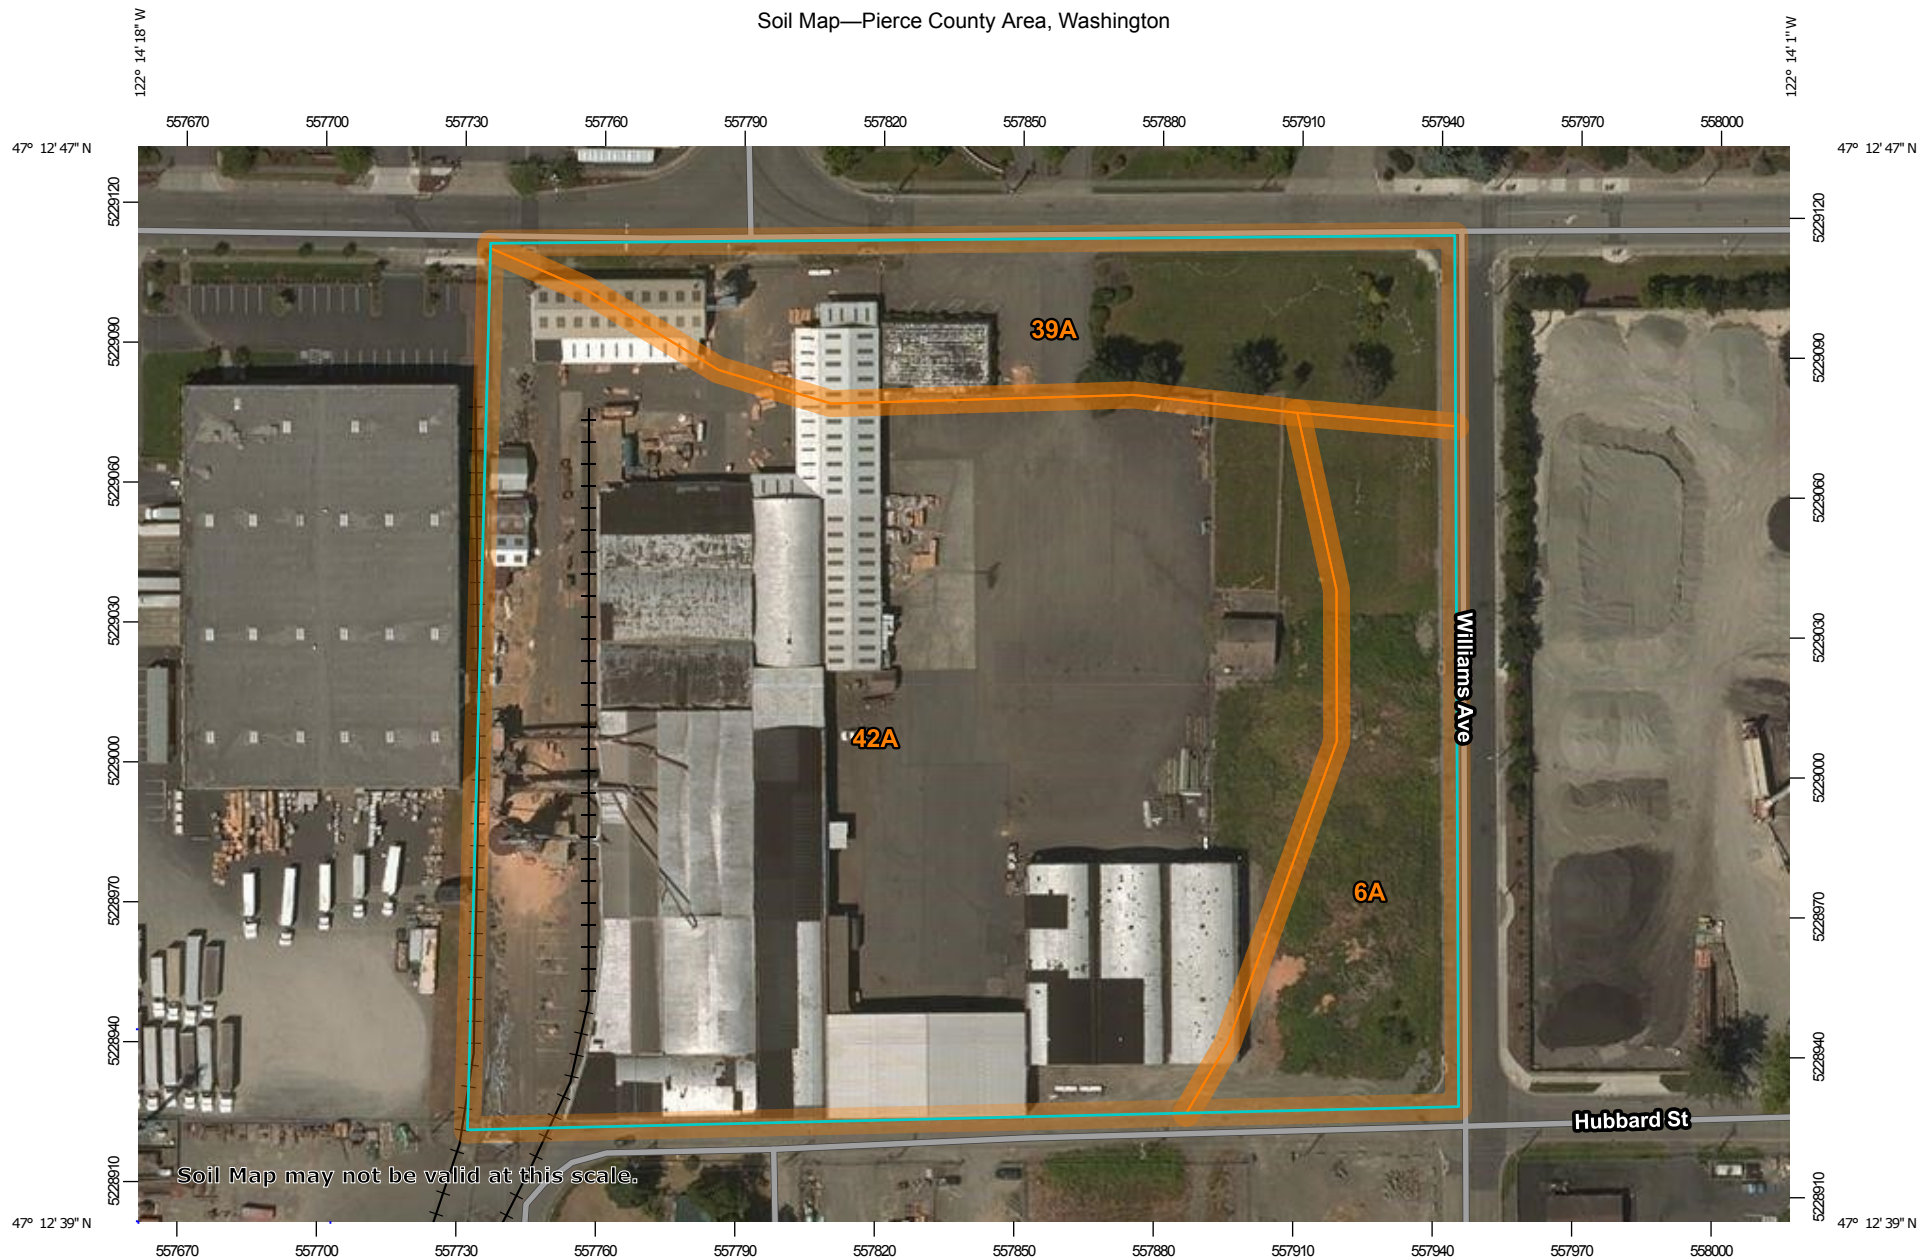 Soil Map—Pierce County Area, Washington
122° 14' 18" W
122° 14' 1" W
557670 557700 557730 557760 557790 557820 557850 557880 557910 557940 557970 558000
47° 12' 47" N
47° 12' 47" N
5229120
5229120
5229090
5229090
39A
5229060
5229060
5229030
5229030
Williams Ave
42A
5229000
5229000
6A
5228970
5228970
5228940
5228940
Hubbard St
Soil Map may not be valid at this scale.
5228910
5228910
47° 12' 39" N
47° 12' 39" N
557670 557700 557730 557760 557790 557820 557850 557880 557910 557940 557970 558000